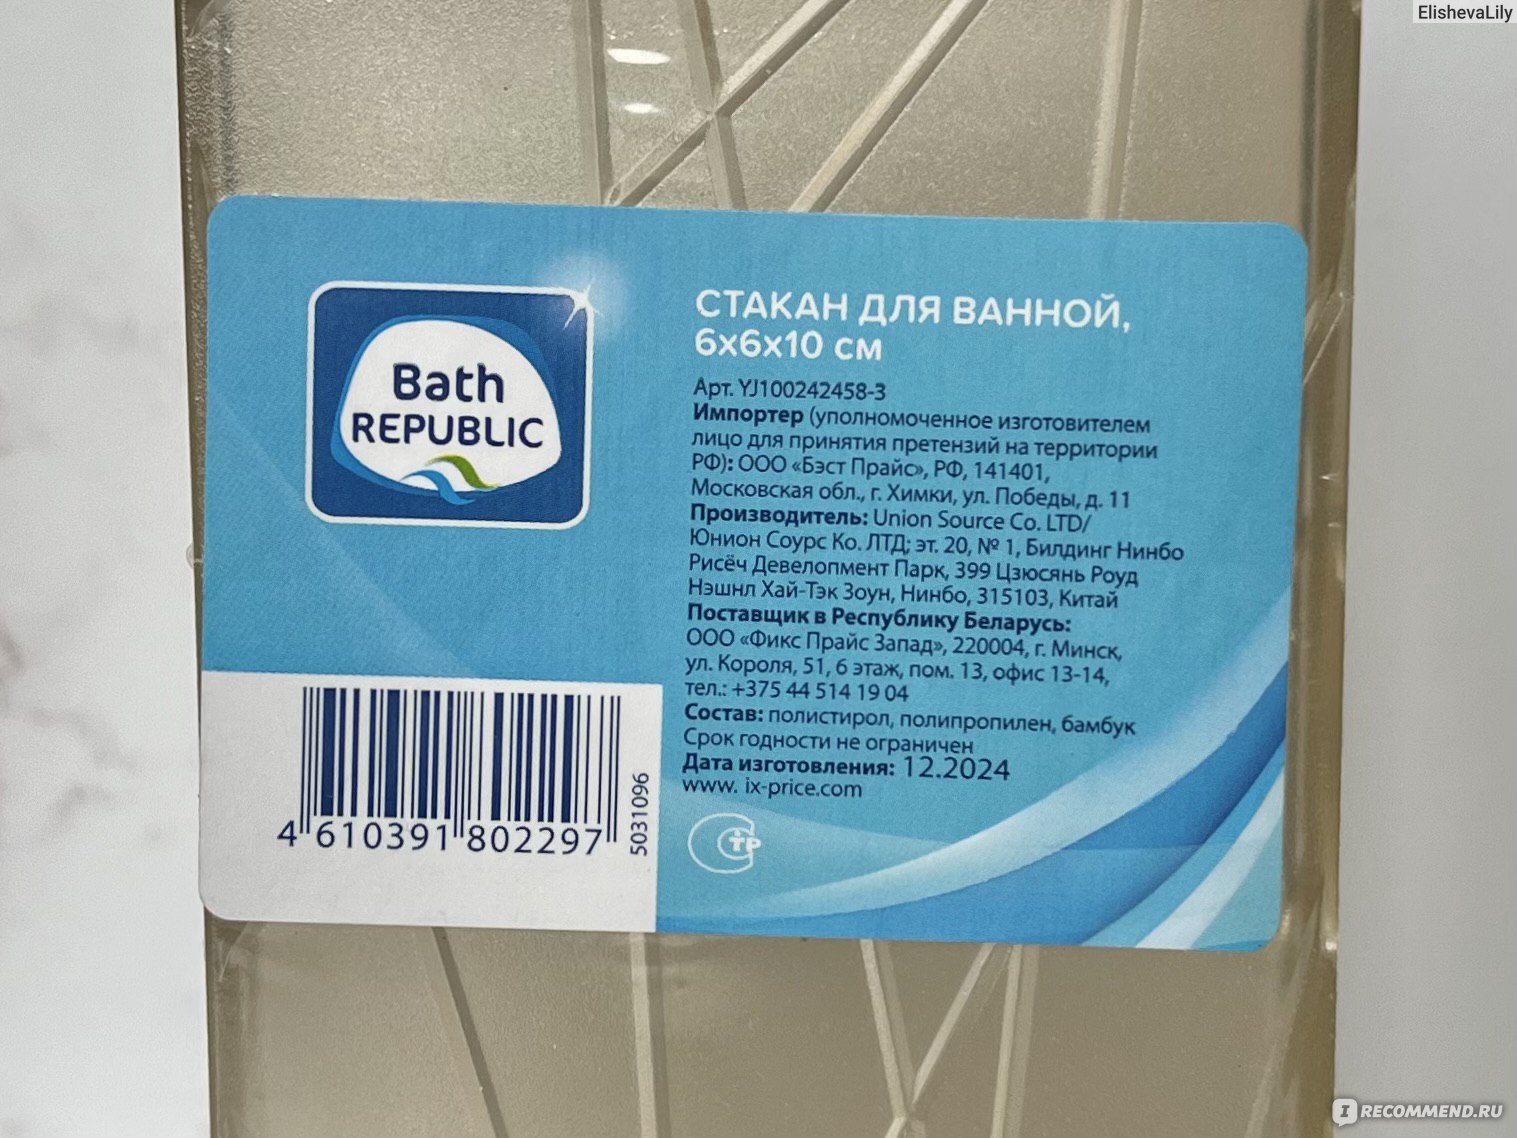 ElishevaLily
Bath
REPUBLIC
СТАКАН ДЛЯ ВАННОЙ,
6х6х10 см
Арт. YJ100242458-3
Импортер (уполномоченное изготовителем
лицо для принятия претензий на территории
РФ): ООО «Бэст Прайс», РФ, 141401,
Московская обл., г. Химки, ул. Победы, д. 11
Производитель: Union Source Co. LTD/
Юнион Соурс Ко. ЛТД; эт. 20, № 1, Билдинг Нинбо
Рисёч Девелопмент Парк, 399 Цзюсянь Роуд
Нэшнл Хай-Тэк Зоун, Нинбо, 315103, Китай
Поставщик в Республику Беларусь:
ООО «Фикс Прайс Запад», 220004, г. Минск,
ул. Короля, 51, 6 этаж, пом. 13, офис 13-14,
тел.: +375 44 514 19 04
Состав: полистирол, полипропилен, бамбук
Срок годности не ограничен
Дата изготовления: 12.2024
www. ix-price.com
СТР
4 610391 802297
5031096
IRECOMMEND.RU